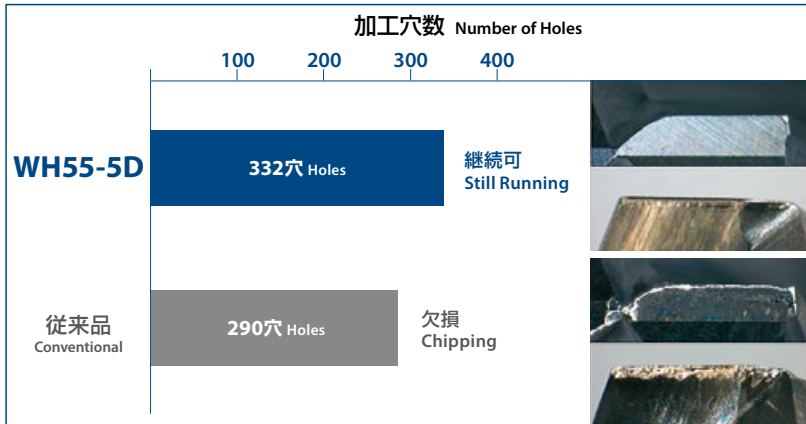 加工穴数 Number of Holes
100 200 300 400
WH55-5D
332穴 Holes
継続可
Still Running
従来品
Conventional
290穴 Holes
欠損
Chipping